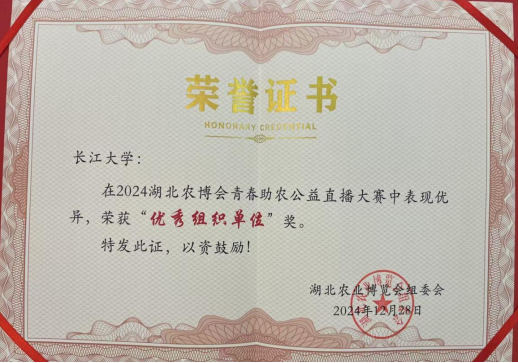 荣誉证书
HONORARY CREDENTIAL
长江大学：
在2024湖北农博会青春助农公益直播大赛中表现优
异，荣获“优秀组织单位”奖。
特发此证，以资鼓励！
湖北农业博览会组委会
2024年12月28日